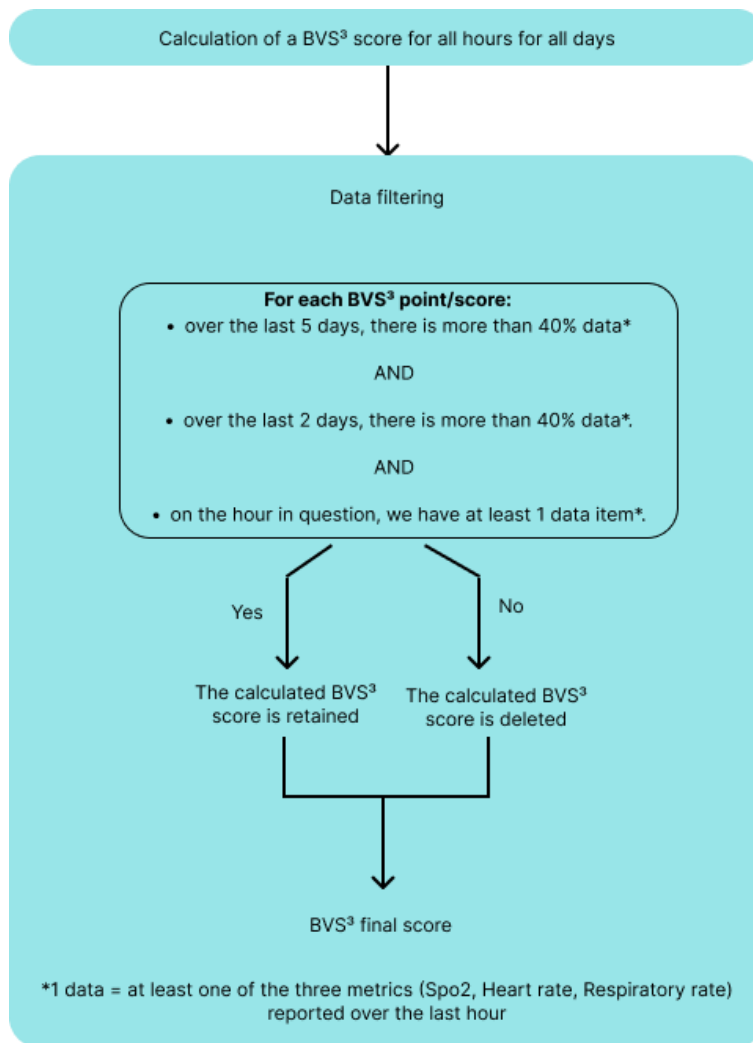 Calculation of a BVS³ score for all hours for all days
Data filtering
For each BVS³ point/score:
• over the last 5 days, there is more than 40% data*
AND
• over the last 2 days, there is more than 40% data*.
AND
• on the hour in question, we have at least 1 data item*.
Yes
No
The calculated BVS³
score is retained
The calculated BVS³
score is deleted
BVS³ final score
*1 data = at least one of the three metrics (Spo2, Heart rate, Respiratory rate)
reported over the last hour